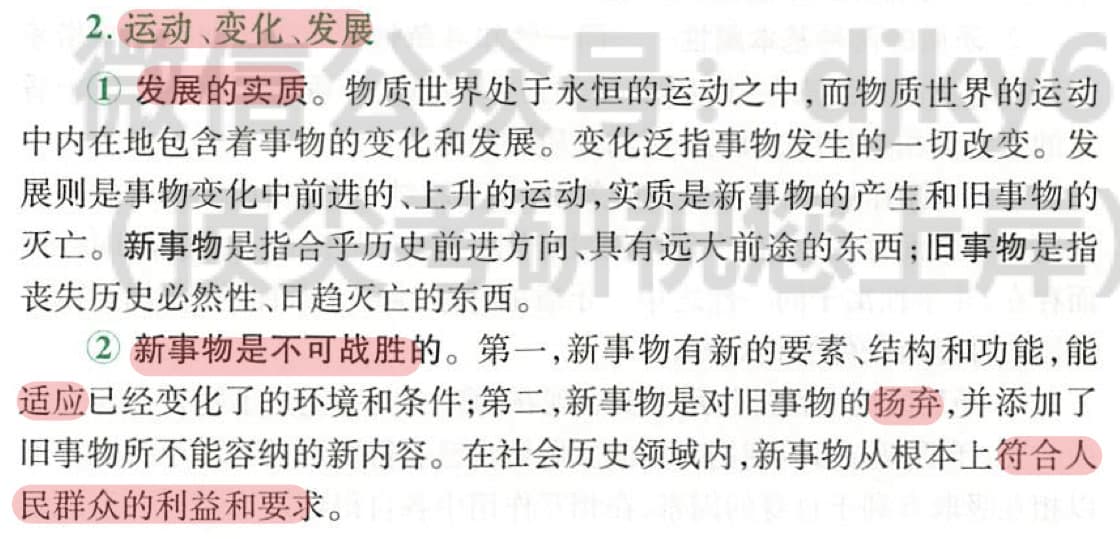 2. 运动、变化、发展
① 发展的实质。物质世界处于永恒的运动之中,而物质世界的运动
中内在地包含着事物的变化和发展。变化泛指事物发生的一切改变。发
展则是事物变化中前进的、上升的运动,实质是新事物的产生和旧事物的
灭亡。新事物是指合乎历史前进方向、具有远大前途的东西;旧事物是指
丧失历史必然性、日趋灭亡的东西。
② 新事物是不可战胜的。第一,新事物有新的要素、结构和功能,能
适应已经变化了的环境和条件;第二,新事物是对旧事物的扬弃,并添加了
旧事物所不能容纳的新内容。在社会历史领域内,新事物从根本上符合人
民群众的利益和要求。
微信公众号: djky6
(顶尖考研祝您上岸)